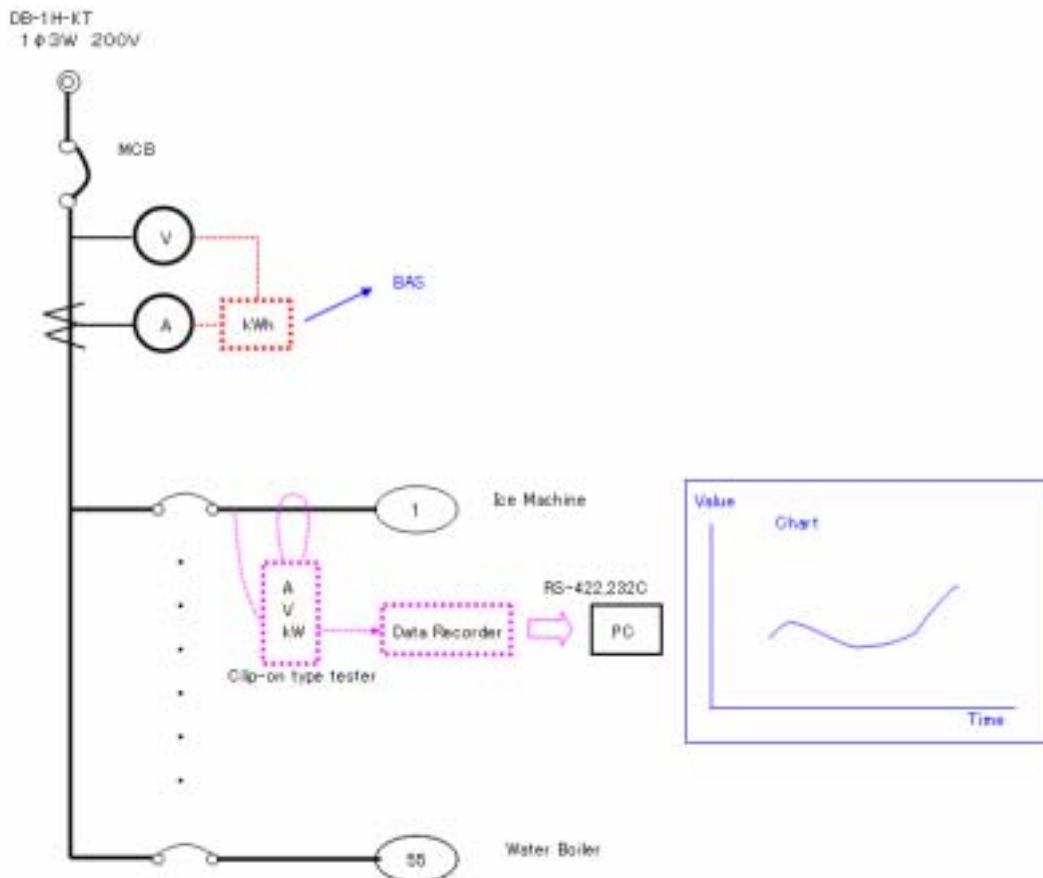 DB-1H-KT
1φ3W 200V
MCB
V
BAS
A
kWh
1
Ice Machine
Value
Chart
A
V
kW
RS-422,232C
Data Recorder
PC
Clip-on type tester
Time
55
Water Boiler